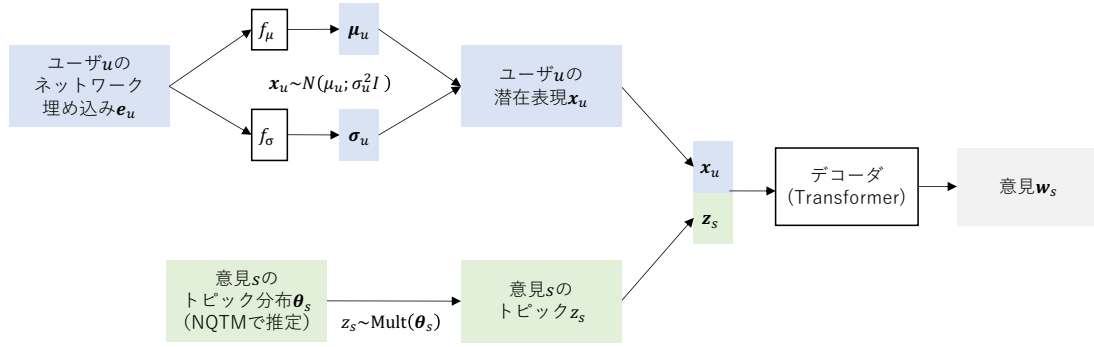 ユーザuの
ネットワーク
埋め込みe_u
f_μ
μ_u
x_u~N(μ_u; σ_u^2 I)
f_σ
σ_u
ユーザuの
潜在表現x_u
x_u
z_s
デコーダ
(Transformer)
意見w_s
意見sの
トピック分布θ_s
(NQTMで推定)
z_s~Mult(θ_s)
意見sの
トピックz_s